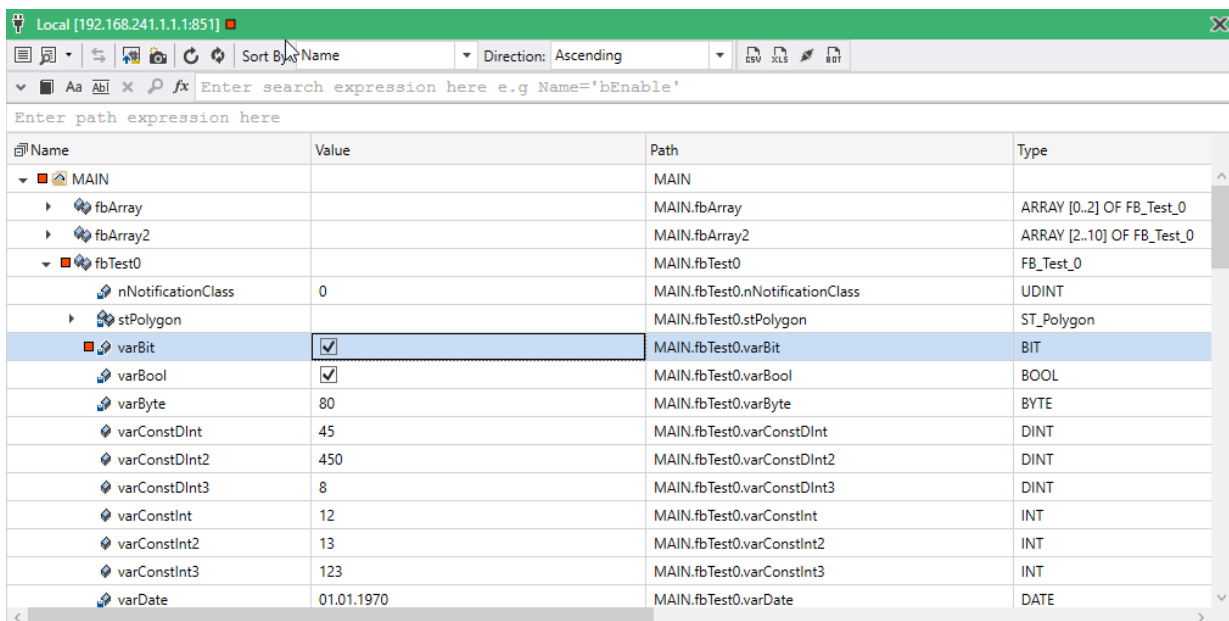 Local [192.168.241.1.1.1:851]
Sort By: Name Direction: Ascending CSV XLS BOT
Aa Abl fx Enter search expression here e.g Name='bEnable'
Enter path expression here
Name Value Path Type
MAIN MAIN
fbArray MAIN.fbArray ARRAY [0..2] OF FB_Test_0
fbArray2 MAIN.fbArray2 ARRAY [2..10] OF FB_Test_0
fbTest0 MAIN.fbTest0 FB_Test_0
nNotificationClass 0 MAIN.fbTest0.nNotificationClass UDINT
stPolygon MAIN.fbTest0.stPolygon ST_Polygon
varBit MAIN.fbTest0.varBit BIT
varBool MAIN.fbTest0.varBool BOOL
varByte 80 MAIN.fbTest0.varByte BYTE
varConstDInt 45 MAIN.fbTest0.varConstDInt DINT
varConstDInt2 450 MAIN.fbTest0.varConstDInt2 DINT
varConstDInt3 8 MAIN.fbTest0.varConstDInt3 DINT
varConstInt 12 MAIN.fbTest0.varConstInt INT
varConstInt2 13 MAIN.fbTest0.varConstInt2 INT
varConstInt3 123 MAIN.fbTest0.varConstInt3 INT
varDate 01.01.1970 MAIN.fbTest0.varDate DATE